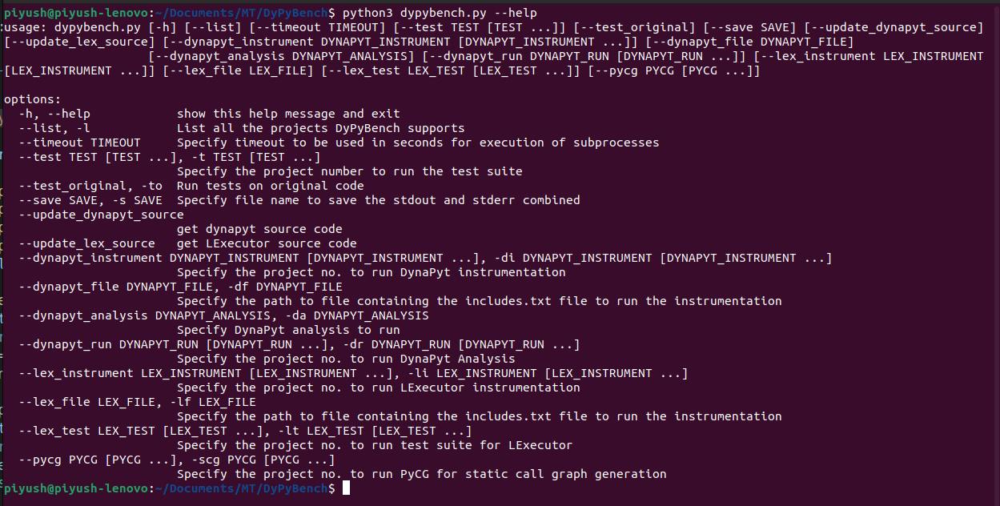 piyush@piyush-lenovo:~/Documents/MT/DyPyBench$ python3 dypybench.py --help
usage: dypybench.py [-h] [--list] [--timeout TIMEOUT] [--test TEST [TEST ...]] [--test_original] [--save SAVE] [--update_dynapyt_source]
[--update_lex_source] [--dynapyt_instrument DYNAPYT_INSTRUMENT [DYNAPYT_INSTRUMENT ...]] [--dynapyt_file DYNAPYT_FILE]
                    [--dynapyt_analysis DYNAPYT_ANALYSIS] [--dynapyt_run DYNAPYT_RUN [DYNAPYT_RUN ...]] [--lex_instrument LEX_INSTRUMENT
[LEX_INSTRUMENT ...]] [--lex_file LEX_FILE] [--lex_test LEX_TEST [LEX_TEST ...]] [--pycg PYCG [PYCG ...]]

options:
  -h, --help            show this help message and exit
  --list, -l            List all the projects DyPyBench supports
  --timeout TIMEOUT     Specify timeout to be used in seconds for execution of subprocesses
  --test TEST [TEST ...], -t TEST [TEST ...]
                        Specify the project number to run the test suite
  --test_original, -to  Run tests on original code
  --save SAVE, -s SAVE  Specify file name to save the stdout and stderr combined
  --update_dynapyt_source
                        get dynapyt source code
  --update_lex_source   get LExecutor source code
  --dynapyt_instrument DYNAPYT_INSTRUMENT [DYNAPYT_INSTRUMENT ...], -di DYNAPYT_INSTRUMENT [DYNAPYT_INSTRUMENT ...]
                        Specify the project no. to run DynaPyt instrumentation
  --dynapyt_file DYNAPYT_FILE, -df DYNAPYT_FILE
                        Specify the path to file containing the includes.txt file to run the instrumentation
  --dynapyt_analysis DYNAPYT_ANALYSIS, -da DYNAPYT_ANALYSIS
                        Specify DynaPyt analysis to run
  --dynapyt_run DYNAPYT_RUN [DYNAPYT_RUN ...], -dr DYNAPYT_RUN [DYNAPYT_RUN ...]
                        Specify the project no. to run DynaPyt Analysis
  --lex_instrument LEX_INSTRUMENT [LEX_INSTRUMENT ...], -li LEX_INSTRUMENT [LEX_INSTRUMENT ...]
                        Specify the project no. to run LExecutor instrumentation
  --lex_file LEX_FILE, -lf LEX_FILE
                        Specify the path to file containing the includes.txt file to run the instrumentation
  --lex_test LEX_TEST [LEX_TEST ...], -lt LEX_TEST [LEX_TEST ...]
                        Specify the project no. to run test suite for LExecutor
  --pycg PYCG [PYCG ...], -scg PYCG [PYCG ...]
                        Specify the project no. to run PyCG for static call graph generation
piyush@piyush-lenovo:~/Documents/MT/DyPyBench$